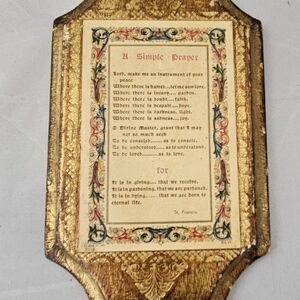 A Simple Prayer
Lord, make me an instrument of your
peace
Where there is hatred....let me sow love.
Where there is injury.... pardon.
Where there is doubt.... faith.
Where there is despair....hope.
Where there is darkness, light.
Where there is sadness....joy.
O Divine Master, grant that I may
not so much seek
To be consoled........as to console.
To be understood....as to understand.
To be loved.........as to love.
for
It is in giving.... that we receive,
It is in pardoning, that we are pardoned,
It is in dying..... that we are born to
eternal life.
St. Francis